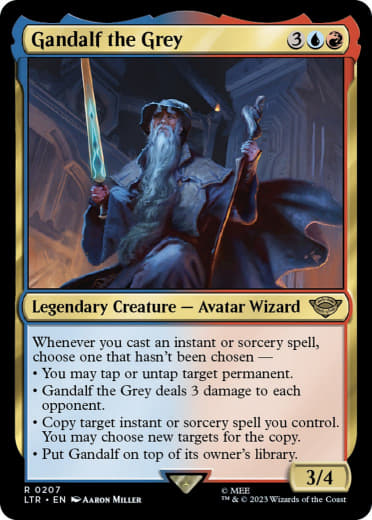 Gandalf the Grey 3
Legendary Creature — Avatar Wizard
Whenever you cast an instant or sorcery spell,
choose one that hasn't been chosen —
• You may tap or untap target permanent.
• Gandalf the Grey deals 3 damage to each
opponent.
• Copy target instant or sorcery spell you control.
You may choose new targets for the copy.
• Put Gandalf on top of its owner's library.
3/4
R 0207
LTR • EN AARON MILLER
© MEE
™ & © 2023 Wizards of the Coast